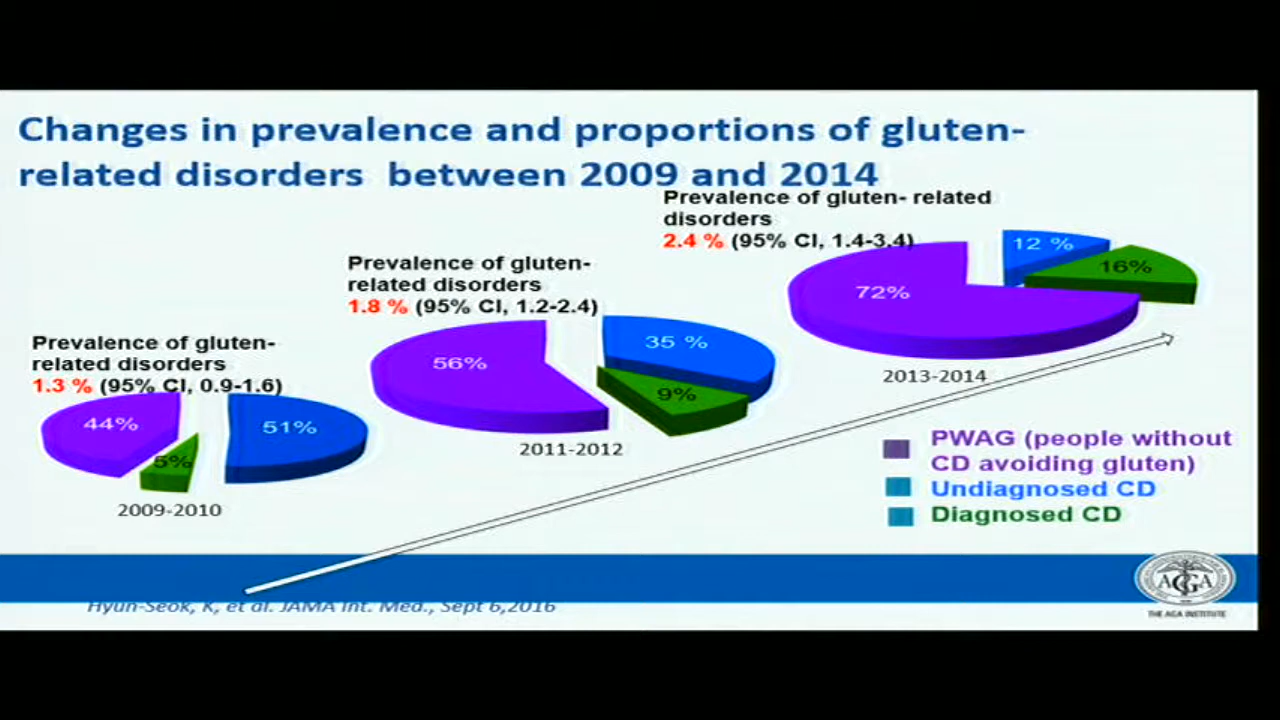 Changes in prevalence and proportions of gluten-
related disorders between 2009 and 2014
Prevalence of gluten- related
disorders
2.4 % (95% CI, 1.4-3.4)
12 %
16%
72%
2013-2014
Prevalence of gluten-
related disorders
1.8 % (95% CI, 1.2-2.4)
35 %
56%
9%
2011-2012
Prevalence of gluten-
related disorders
1.3 % (95% CI, 0.9-1.6)
44%
51%
5%
2009-2010
PWAG (people without
CD avoiding gluten)
Undiagnosed CD
Diagnosed CD
Hyun-Seok, K, et al. JAMA Int. Med., Sept 6,2016
AGA
THE AGA INSTITUTE